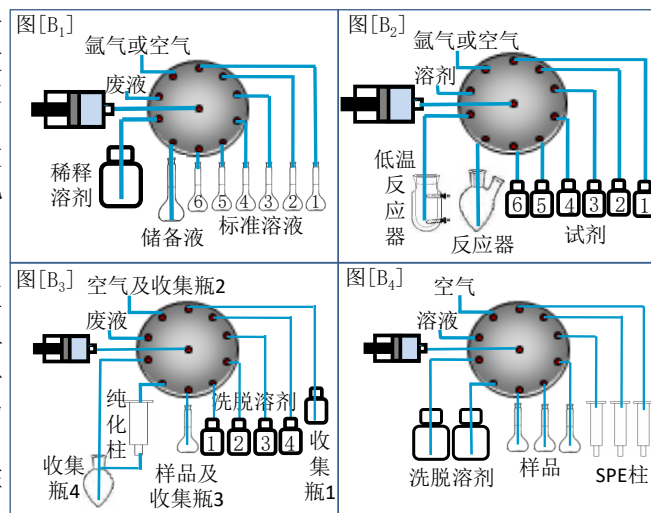 图[B₁]
氩气或空气
废液
稀释
溶剂
储备液
6 5 4 3 2 1
标准溶液
图[B₂]
氩气或空气
溶剂
低温
反应
器
反应器
6 5 4 3 2 1
试剂
图[B₃]
空气及收集瓶2
废液
纯化柱
收集
瓶4
样品及
收集瓶3
洗脱溶剂
1 2 3 4
收集瓶1
图[B₄]
空气
溶液
洗脱溶剂
样品
SPE柱